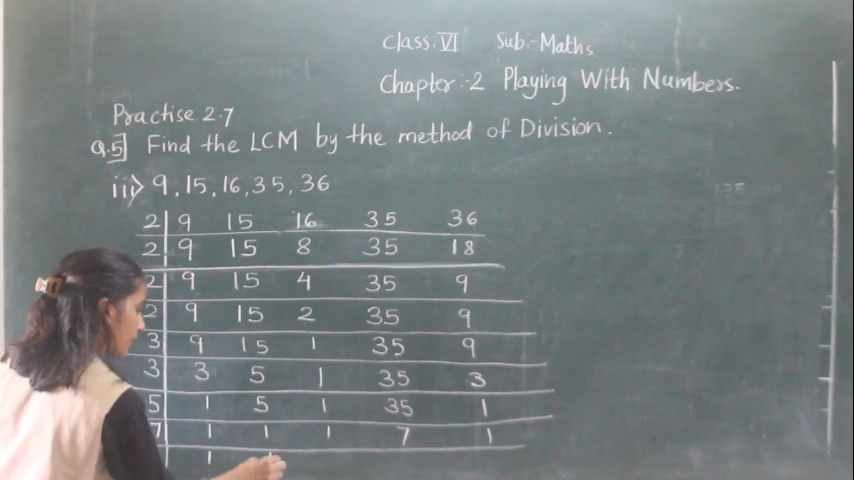 Class:VI Sub:-Maths
Chapter:-2 Playing With Numbers.
Practise 2.7
Q.5] Find the LCM by the method of Division.
iii> 9,15,16,35,36
2 9 15 16 35 36
2 9 15 8 35 18
2 9 15 4 35 9
2 9 15 2 35 9
3 9 15 1 35 9
3 3 5 1 35 3
5 1 5 1 35 1
7 1 1 1 7 1
1